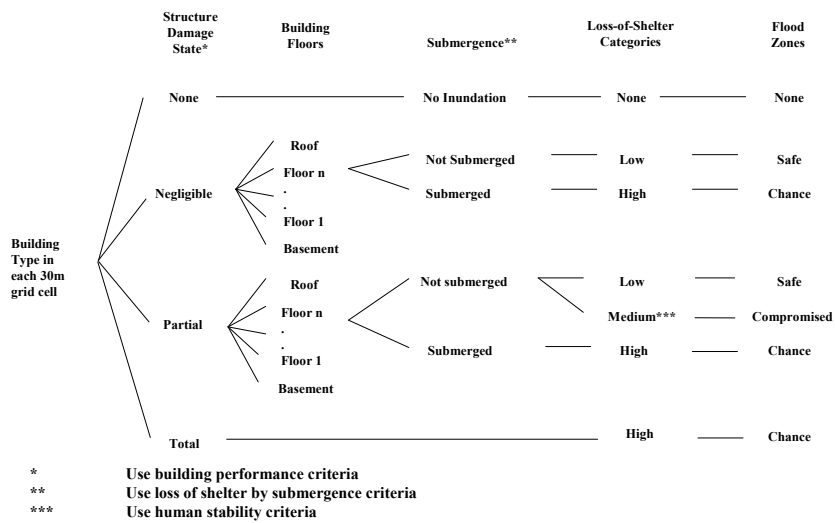 Structure
Damage
State*
Building
Floors
Submergence**
Loss-of-Shelter
Categories
Flood
Zones
None
No Inundation
None
None
Roof
Floor n
.
.
Floor 1
Basement
Negligible
Not Submerged
Low
Safe
Submerged
High
Chance
Building
Type in
each 30m
grid cell
Roof
Floor n
.
.
Floor 1
Basement
Partial
Not submerged
Low
Safe
Medium***
Compromised
Submerged
High
Chance
Total
High
Chance
* Use building performance criteria
** Use loss of shelter by submergence criteria
*** Use human stability criteria